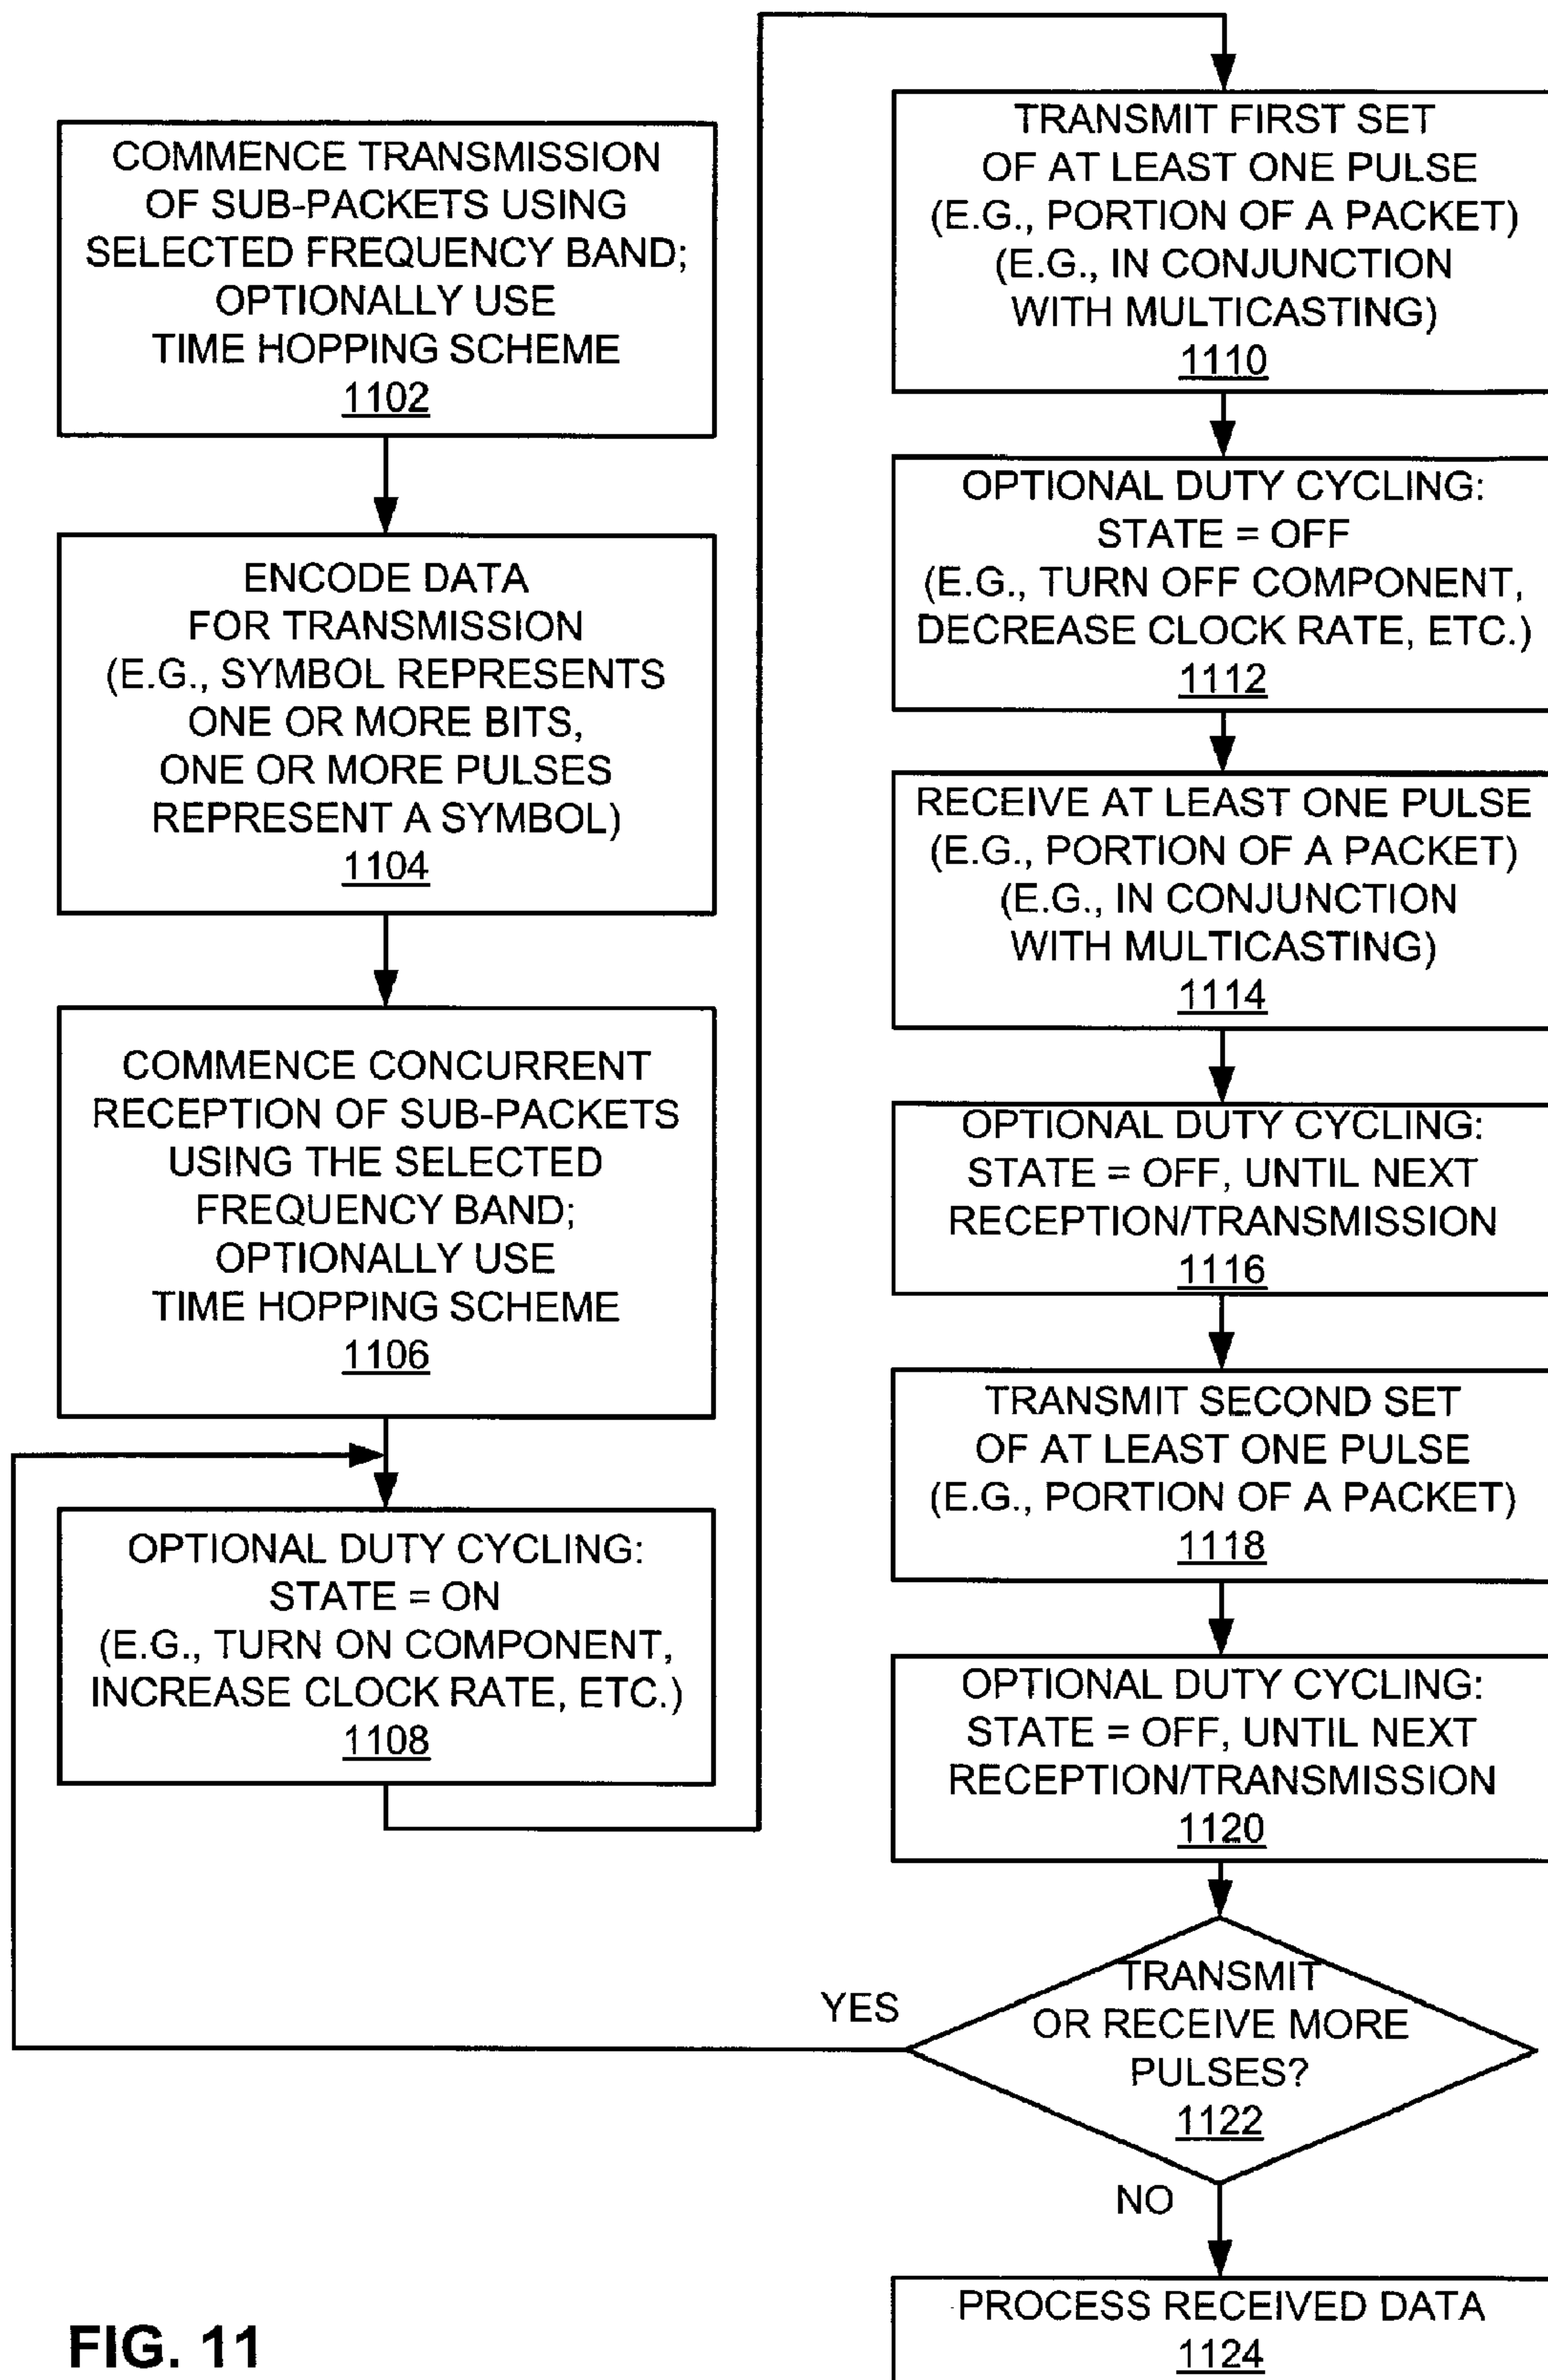 COMMENCE TRANSMISSION
OF SUB-PACKETS USING
SELECTED FREQUENCY BAND;
OPTIONALLY USE
TIME HOPPING SCHEME
1102
ENCODE DATA
FOR TRANSMISSION
(E.G., SYMBOL REPRESENTS
ONE OR MORE BITS,
ONE OR MORE PULSES
REPRESENT A SYMBOL)
1104
COMMENCE CONCURRENT
RECEPTION OF SUB-PACKETS
USING THE SELECTED
FREQUENCY BAND;
OPTIONALLY USE
TIME HOPPING SCHEME
1106
OPTIONAL DUTY CYCLING:
STATE = ON
(E.G., TURN ON COMPONENT,
INCREASE CLOCK RATE, ETC.)
1108
TRANSMIT FIRST SET
OF AT LEAST ONE PULSE
(E.G., PORTION OF A PACKET)
(E.G., IN CONJUNCTION
WITH MULTICASTING)
1110
OPTIONAL DUTY CYCLING:
STATE = OFF
(E.G., TURN OFF COMPONENT,
DECREASE CLOCK RATE, ETC.)
1112
RECEIVE AT LEAST ONE PULSE
(E.G., PORTION OF A PACKET)
(E.G., IN CONJUNCTION
WITH MULTICASTING)
1114
OPTIONAL DUTY CYCLING:
STATE = OFF, UNTIL NEXT
RECEPTION/TRANSMISSION
1116
TRANSMIT SECOND SET
OF AT LEAST ONE PULSE
(E.G., PORTION OF A PACKET)
1118
OPTIONAL DUTY CYCLING:
STATE = OFF, UNTIL NEXT
RECEPTION/TRANSMISSION
1120
TRANSMIT
OR RECEIVE MORE
PULSES?
1122
YES
NO
PROCESS RECEIVED DATA
1124
FIG. 11